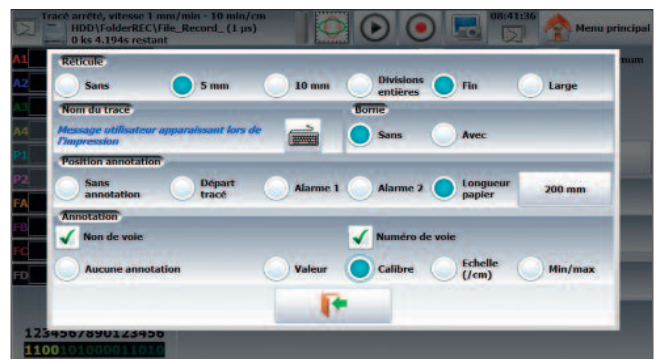 Tracé arrêté, vitesse 1 mm/min - 10 min/cm
HDD\FolderREC\File_Record_ (1 µs)
0 ks 4.194s restant
08:41:36
Menu principal
A1
num
Réticule
A2
Sans
5 mm
10 mm
Divisions
entières
Fin
Large
A3
Nom du trace
Borne
A4
Message utilisateur apparaissant lors de
l'impression
Sans
Avec
P1
Position annotation
P2
Sans
annotation
Départ
tracé
Alarme 1
Alarme 2
Longueur
papier
200 mm
FA
Annotation
FB
Non de voie
Numéro de voie
FC
FD
Aucune annotation
Valeur
Calibre
Echelle
(/cm)
Min/max
1234567890123456
1100101000011010